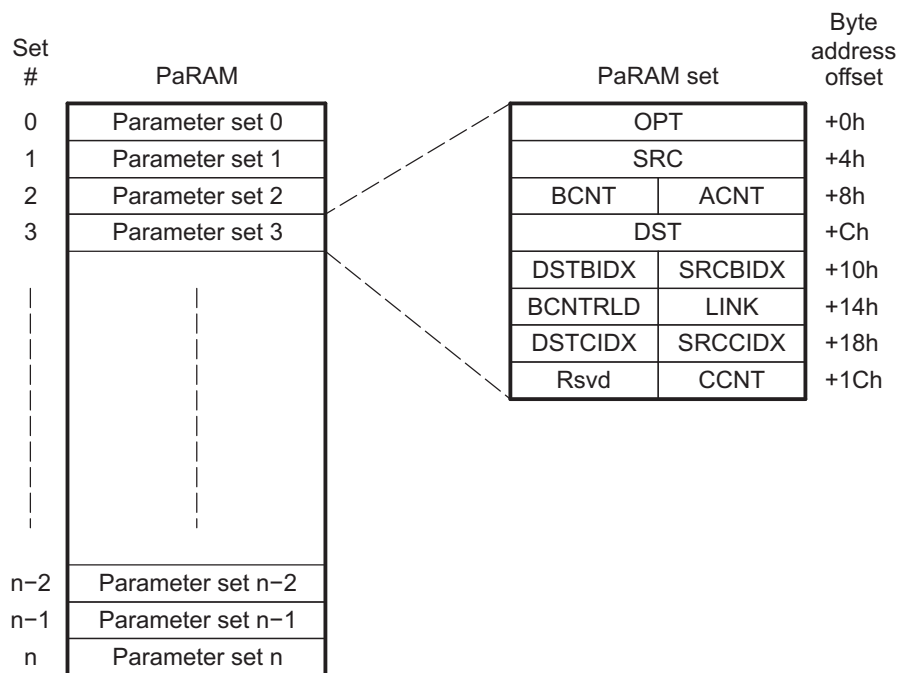 Set
#
PaRAM
PaRAM set
Byte
address
offset
0 Parameter set 0
1 Parameter set 1
2 Parameter set 2
3 Parameter set 3
n−2 Parameter set n−2
n−1 Parameter set n−1
n Parameter set n
OPT +0h
SRC +4h
BCNT ACNT +8h
DST +Ch
DSTBIDX SRCBIDX +10h
BCNTRLD LINK +14h
DSTCIDX SRCCIDX +18h
Rsvd CCNT +1Ch